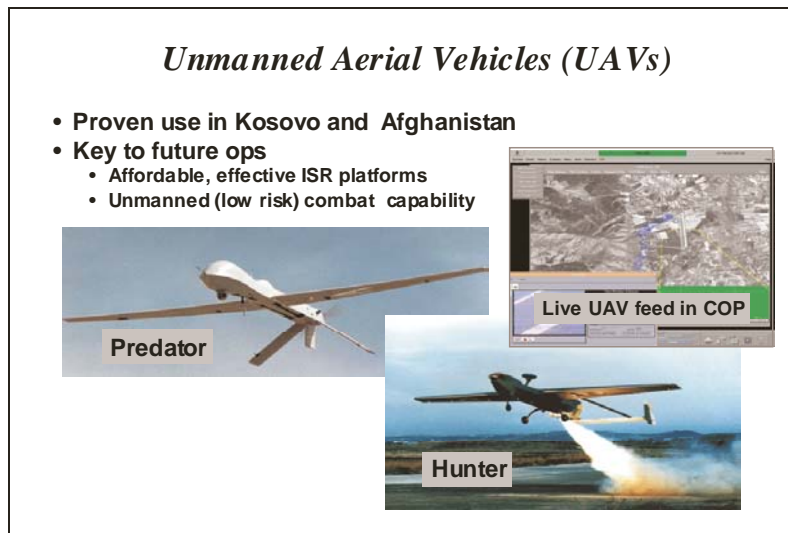 Unmanned Aerial Vehicles (UAVs)
• Proven use in Kosovo and Afghanistan
• Key to future ops
• Affordable, effective ISR platforms
• Unmanned (low risk) combat capability
Live UAV feed in COP
Predator
Hunter